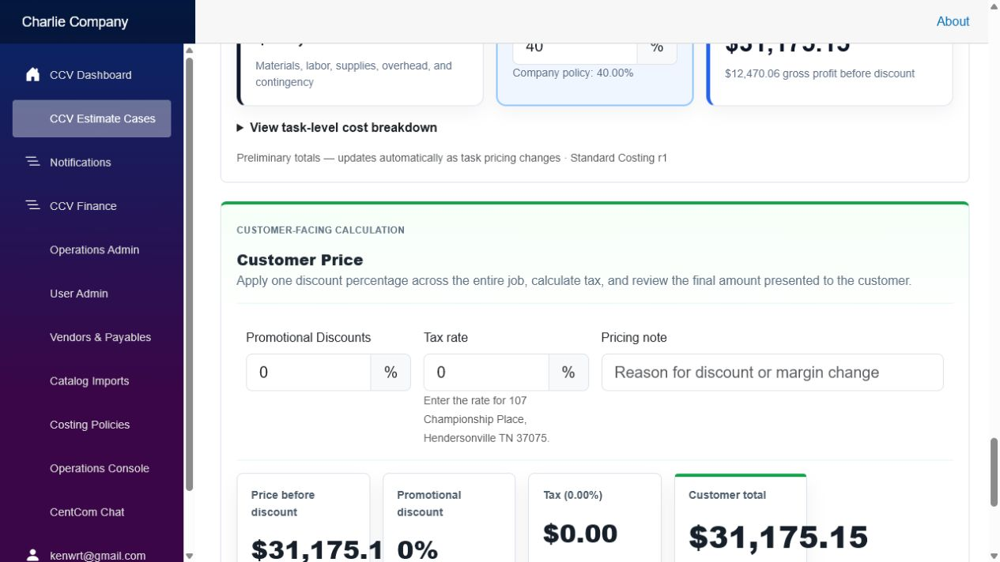 Charlie Company
About
CCV Dashboard
CCV Estimate Cases
Notifications
CCV Finance
Operations Admin
User Admin
Vendors & Payables
Catalog Imports
Costing Policies
Operations Console
CentCom Chat
kenwrt@gmail.com
Materials, labor, supplies, overhead, and
contingency
40 %
Company policy: 40.00%
$31,175.15
$12,470.06 gross profit before discount
View task-level cost breakdown
Preliminary totals — updates automatically as task pricing changes · Standard Costing r1
CUSTOMER-FACING CALCULATION
Customer Price
Apply one discount percentage across the entire job, calculate tax, and review the final amount presented to the customer.
Promotional Discounts
0 %
Tax rate
0 %
Enter the rate for 107
Championship Place,
Hendersonville TN 37075.
Pricing note
Reason for discount or margin change
Price before
discount
$31,175.1
Promotional
discount
0%
Tax (0.00%)
$0.00
Customer total
$31,175.15